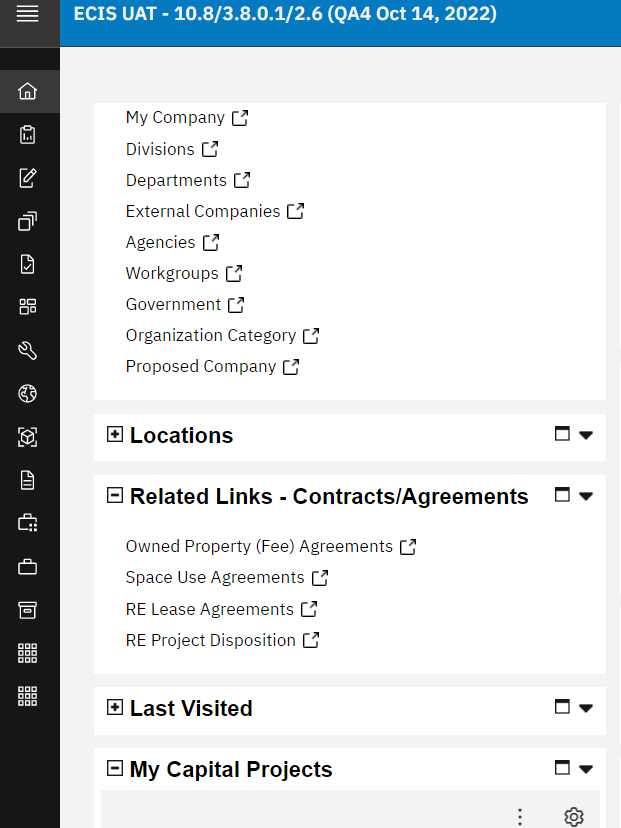 ECIS UAT - 10.8/3.8.0.1/2.6 (QA4 Oct 14, 2022)
My Company
Divisions
Departments
External Companies
Agencies
Workgroups
Government
Organization Category
Proposed Company
Locations
Related Links - Contracts/Agreements
Owned Property (Fee) Agreements
Space Use Agreements
RE Lease Agreements
RE Project Disposition
Last Visited
My Capital Projects